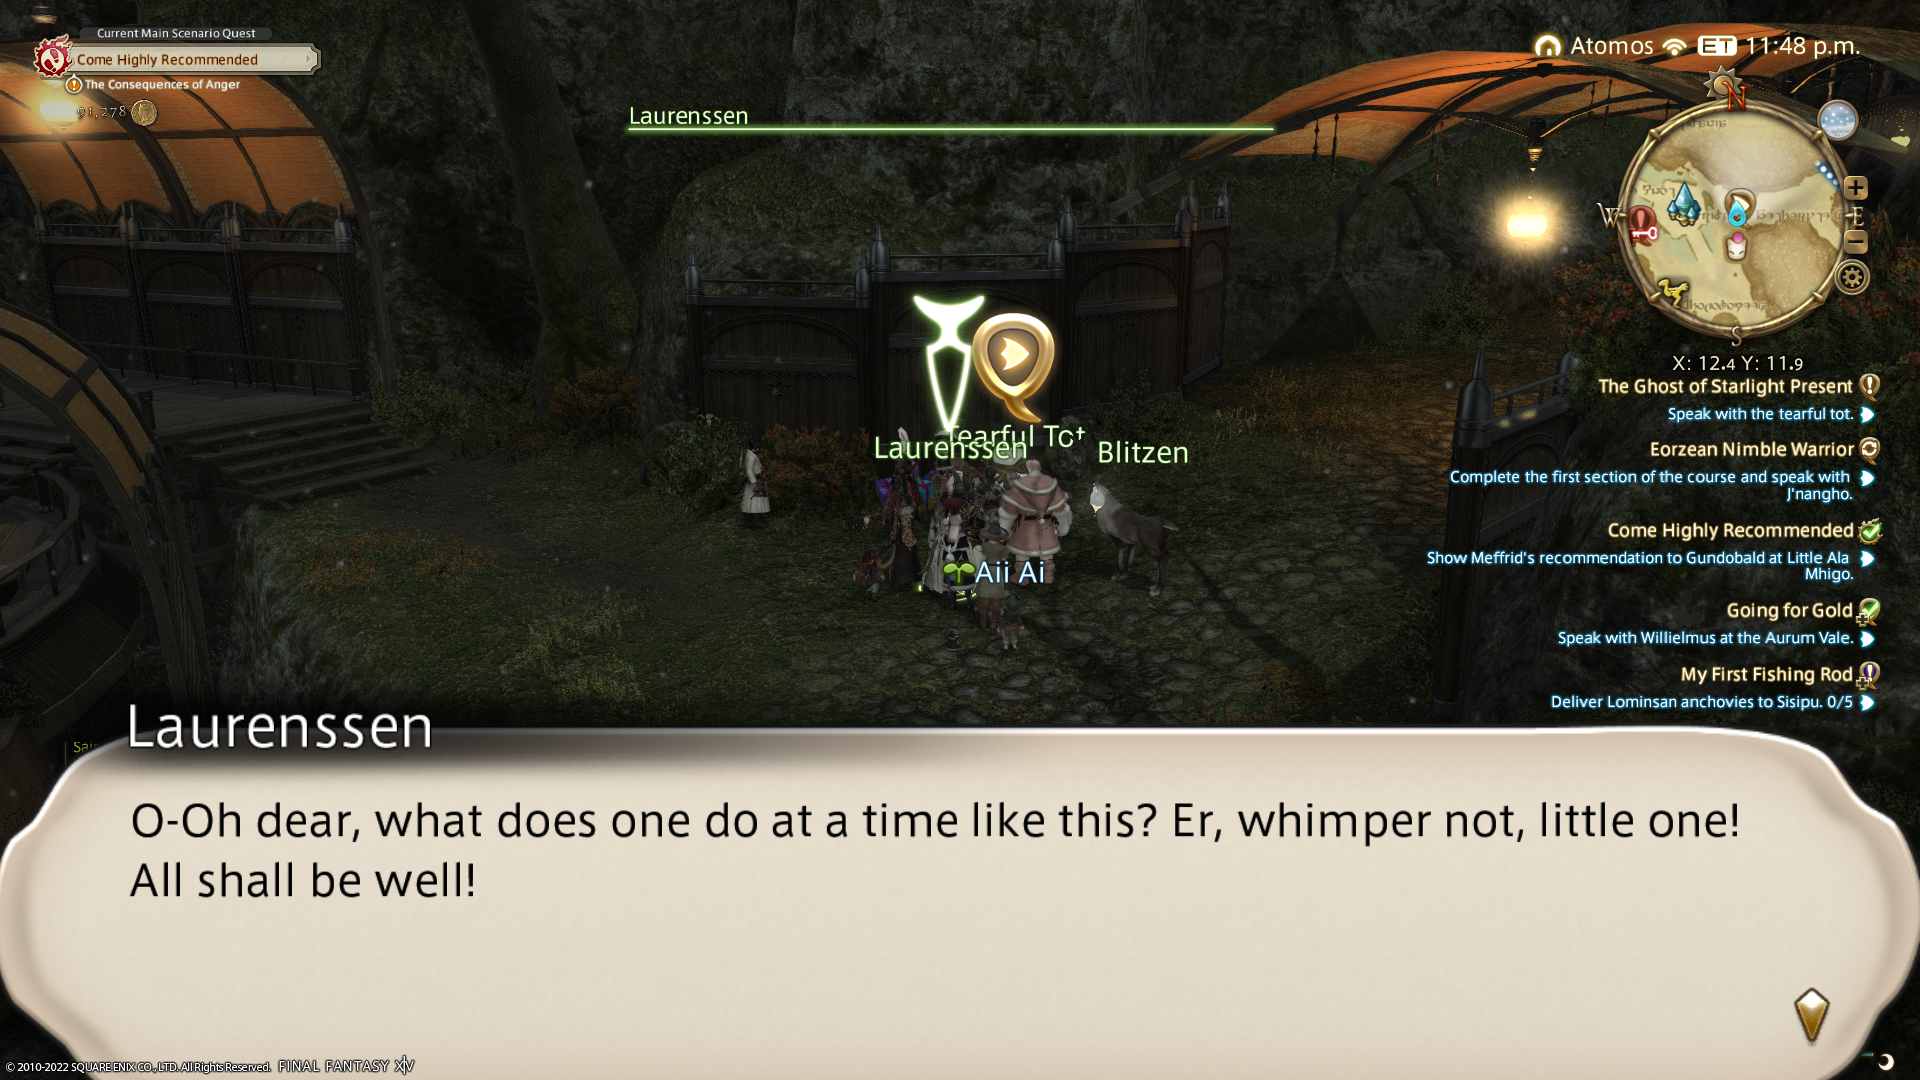 Current Main Scenario Quest
Come Highly Recommended
The Consequences of Anger
91,278
Atomos ET 11:48 p.m.
N
W
E
S
X: 12.4 Y: 11.9
Laurenssen
The Ghost of Starlight Present
Speak with the tearful tot.
Eorzean Nimble Warrior
Complete the first section of the course and speak with
J'nangho.
Come Highly Recommended
Show Meffrid's recommendation to Gundobald at Little Ala
Mhigo.
Going for Gold
Speak with Willielmus at the Aurum Vale.
My First Fishing Rod
Deliver Lominsan anchovies to Sisipu. 0/5
Tearful Tot
Laurenssen
Blitzen
Aii Ai
Laurenssen
O-Oh dear, what does one do at a time like this? Er, whimper not, little one!
All shall be well!
© 2010-2022 SQUARE ENIX CO., LTD. All Rights Reserved. FINAL FANTASY XIV